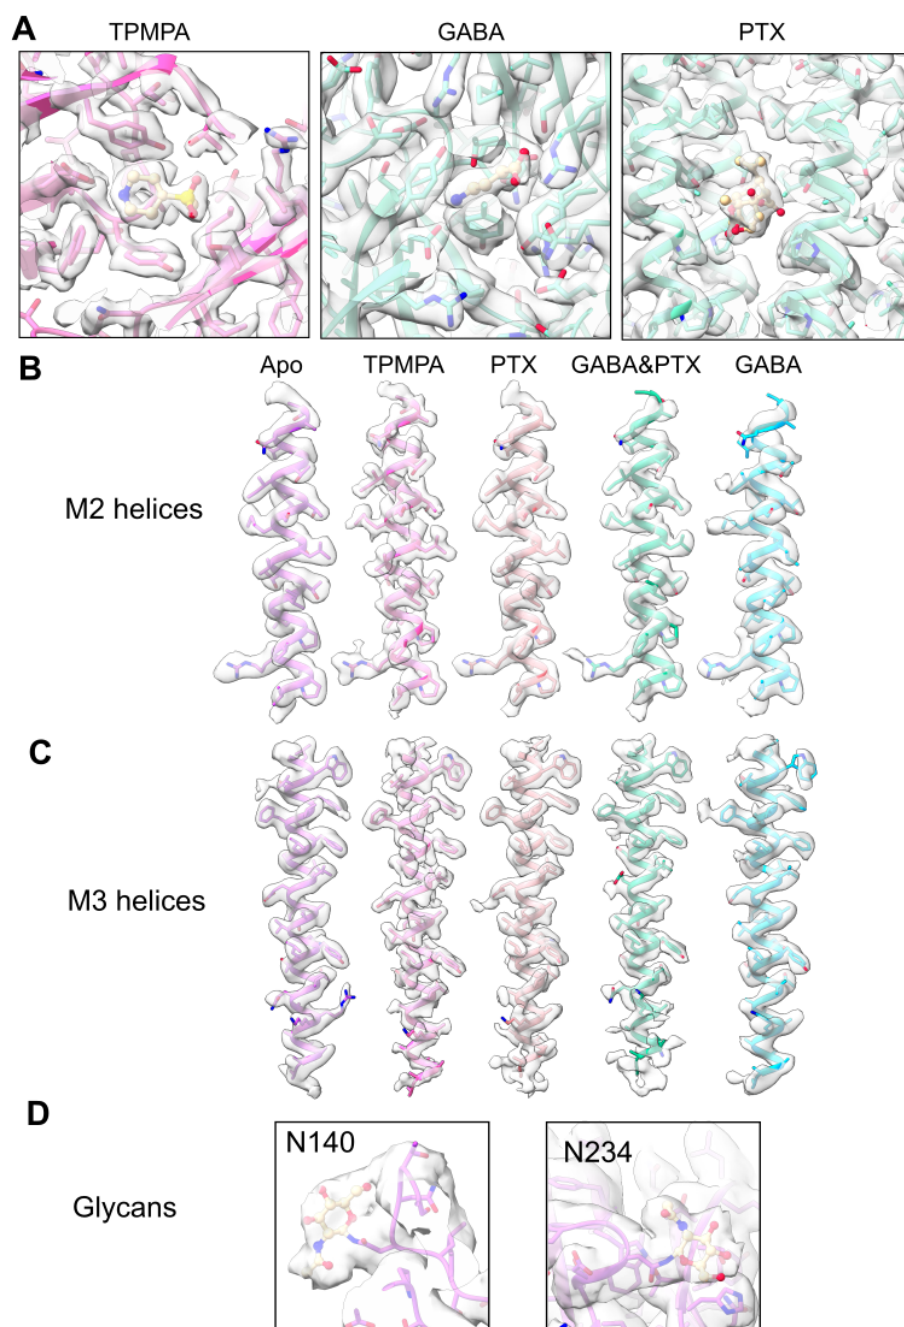 A
TPMPA GABA PTX
B
Apo TPMPA PTX GABA&PTX GABA
M2 helices
C
M3 helices
D
N140 N234
Glycans